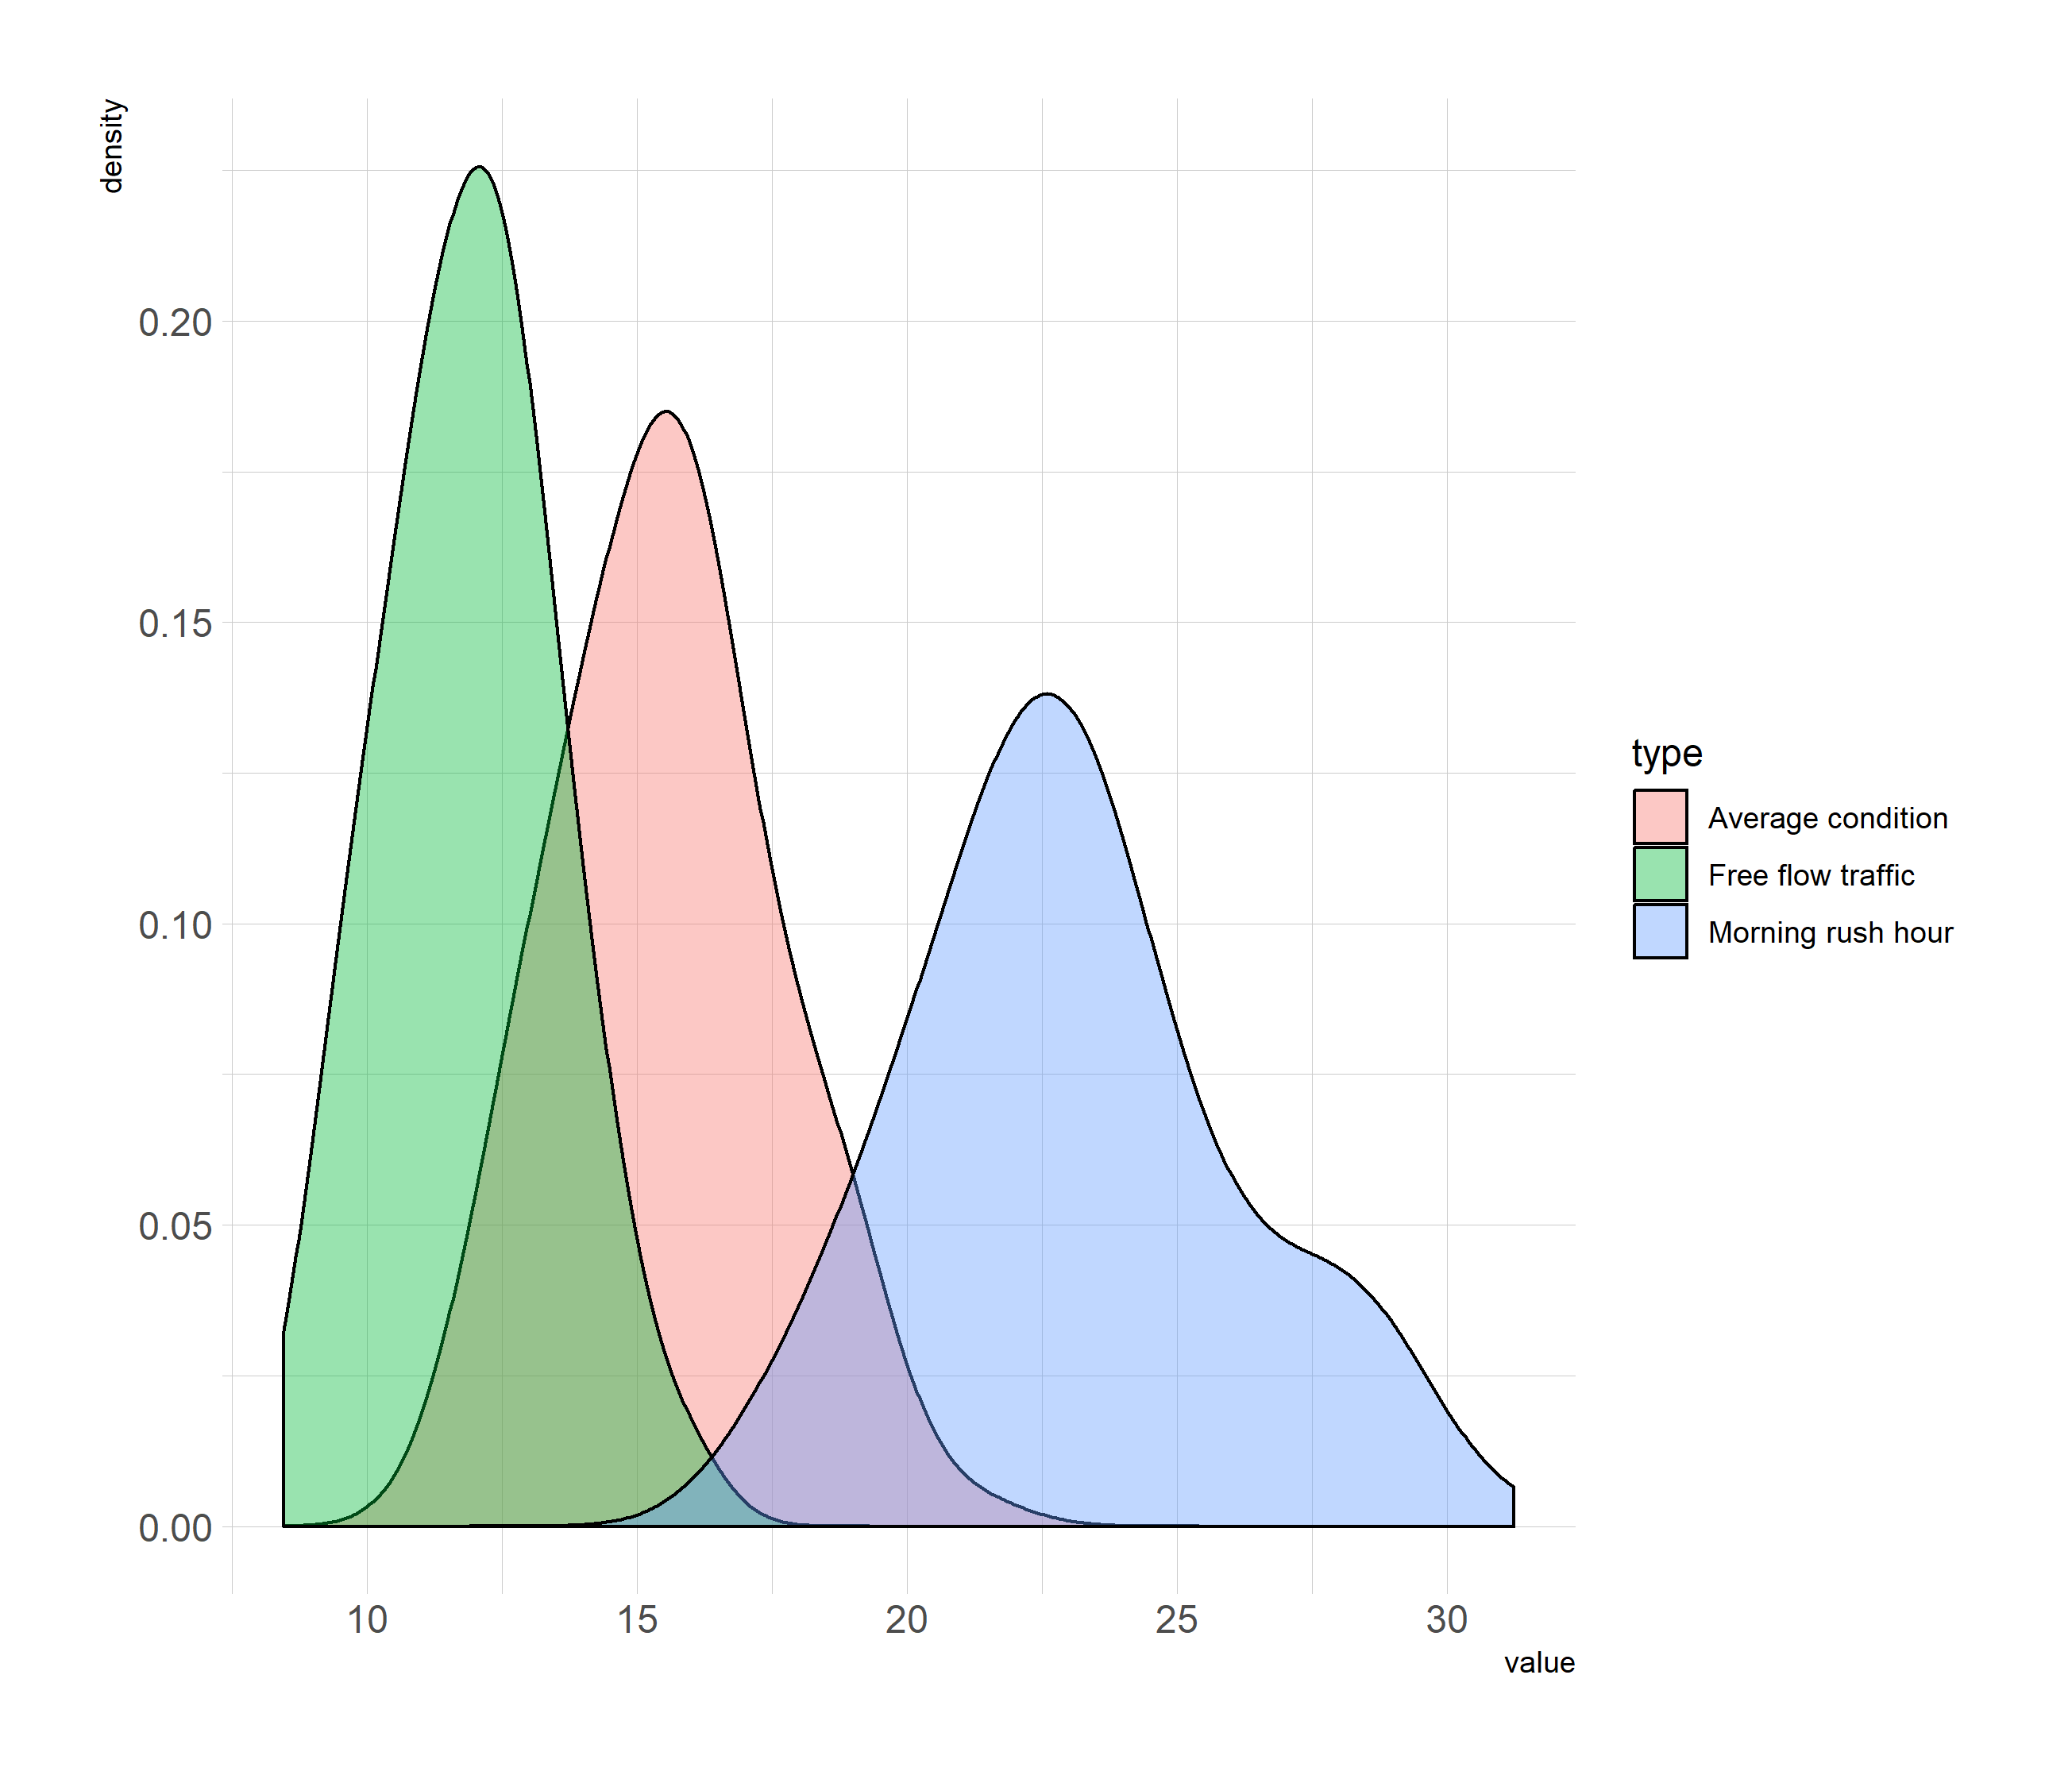 density
0.20
0.15
0.10
0.05
0.00
10 15 20 25 30
value
type
Average condition
Free flow traffic
Morning rush hour